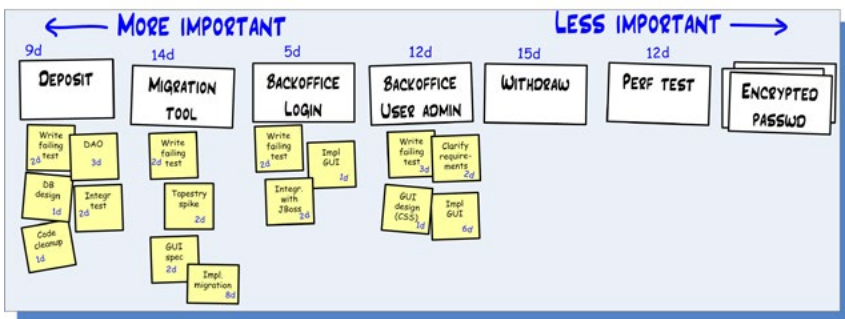 MORE IMPORTANT
LESS IMPORTANT
9d
14d
5d
12d
15d
12d
DEPOSIT
MIGRATION
TOOL
BACKOFFICE
LOGIN
BACKOFFICE
USER ADMIN
WITHDRAW
PERF TEST
ENCRYPTED
PASSWD
Write
failing
test
2d
DAO
3d
DB
design
1d
Integr
test
2d
Code
cleanup
1d
Write
failing
test
2d
Tapestry
spike
2d
GUI
spec
2d
Impl.
migration
8d
Write
failing
test
2d
Impl
GUI
1d
Integr.
with
JBoss
2d
Write
failing
test
3d
Clarify
require-
ments
2d
GUI
design
(CSS)
1d
Impl
GUI
6d